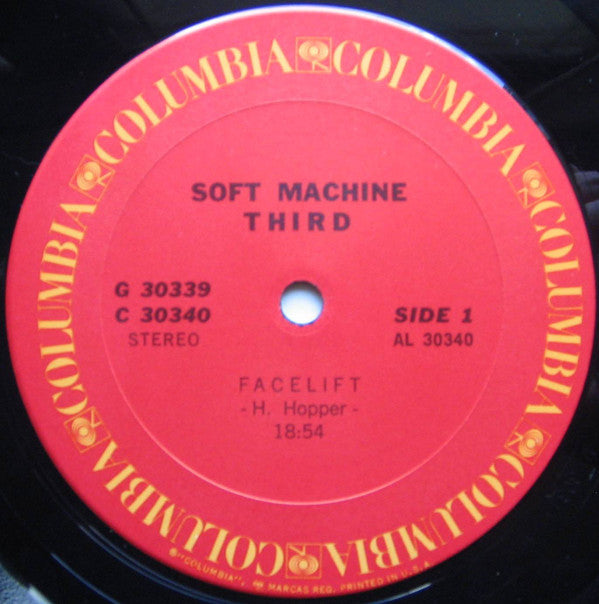 COLUMBIA
COLUMBIA
COLUMBIA
COLUMBIA
COLUMBIA
COLUMBIA
SOFT MACHINE
THIRD
G 30339
C 30340
STEREO
SIDE 1
AL 30340
FACELIFT
- H. Hopper -
18:54
®"COLUMBIA", MARCAS REG. PRINTED IN U.S.A.